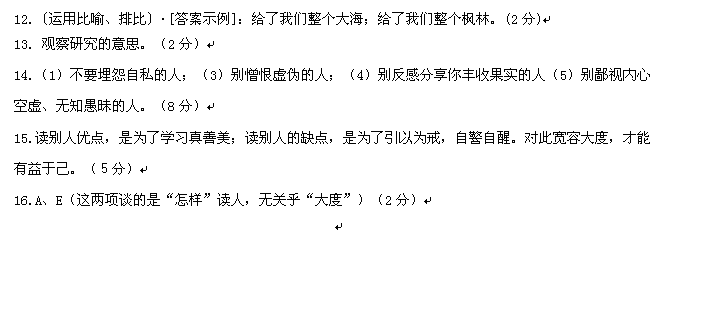 12.〔运用比喻、排比〕·[答案示例]：给了我们整个大海；给了我们整个枫林。(2 分)↵
13. 观察研究的意思。（2 分）↵
14.（1）不要埋怨自私的人；（3）别憎恨虚伪的人；（4）别反感分享你丰收果实的人（5）别鄙视内心
空虚、无知愚昧的人。（8 分）↵
15.读别人优点，是为了学习真善美；读别人的缺点，是为了引以为戒，自警自醒。对此宽容大度，才能
有益于己。（ 5 分）↵
16.A、E（这两项谈的是“怎样”读人，无关乎“大度”）（2 分）↵
↵